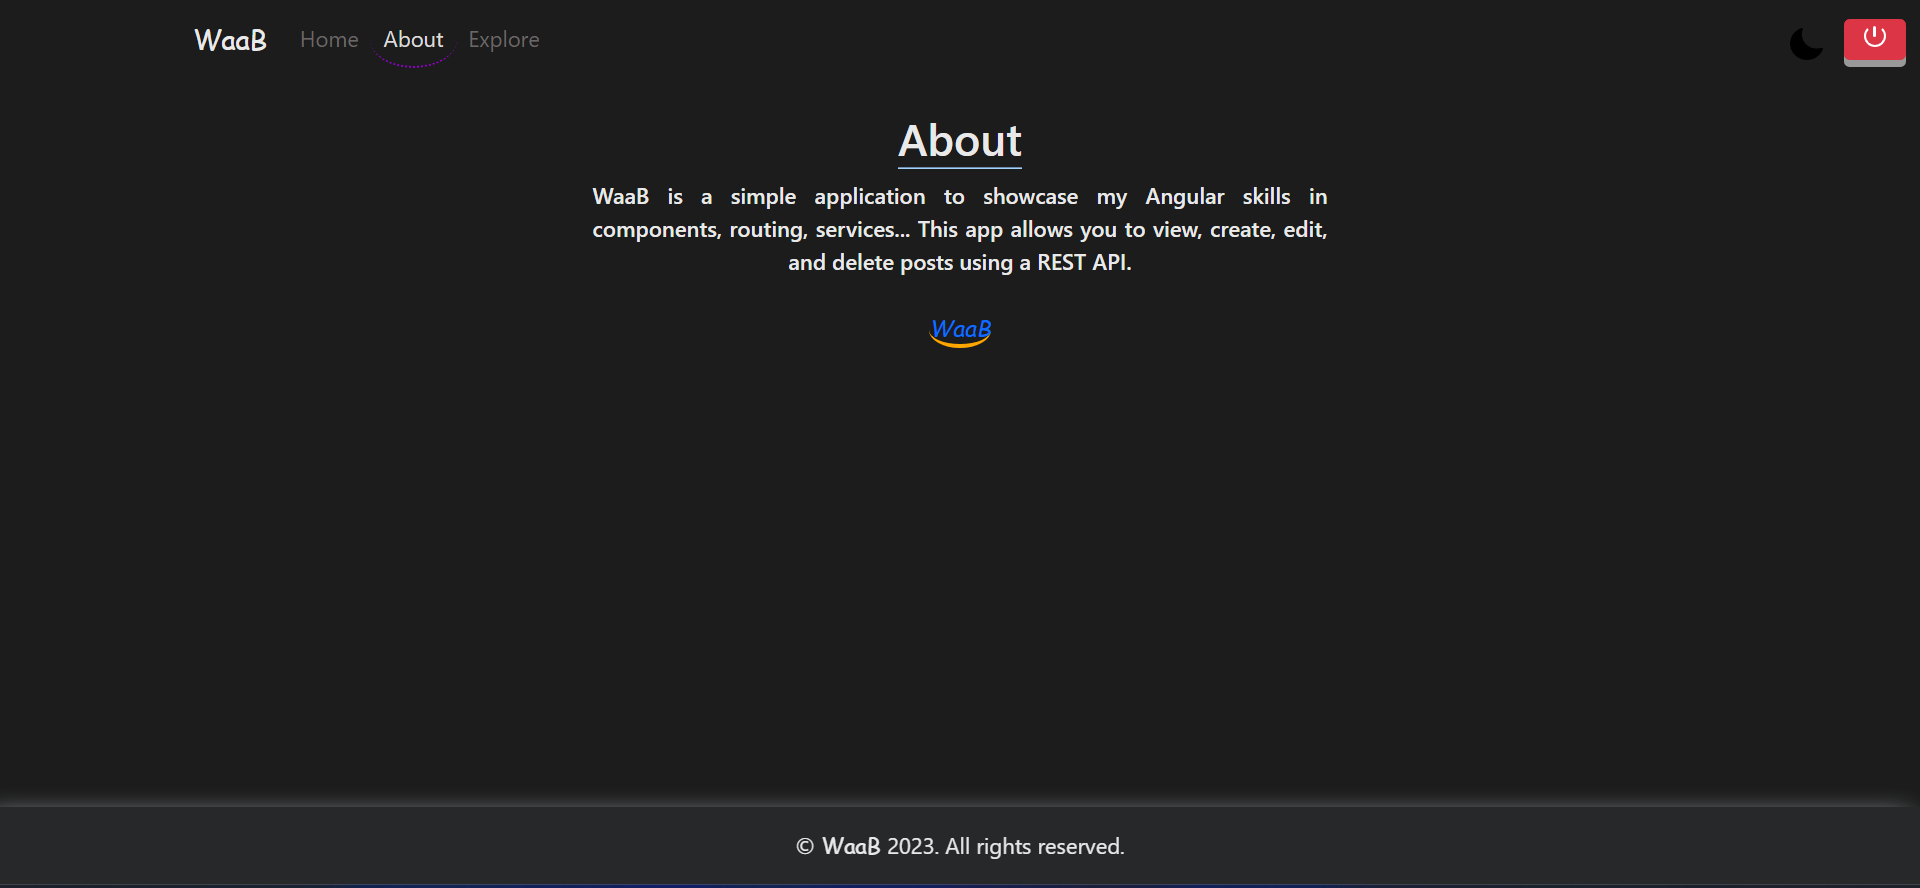 WaaB Home About Explore
About
WaaB is a simple application to showcase my Angular skills in
components, routing, services... This app allows you to view, create, edit,
and delete posts using a REST API.
WaaB
© WaaB 2023. All rights reserved.